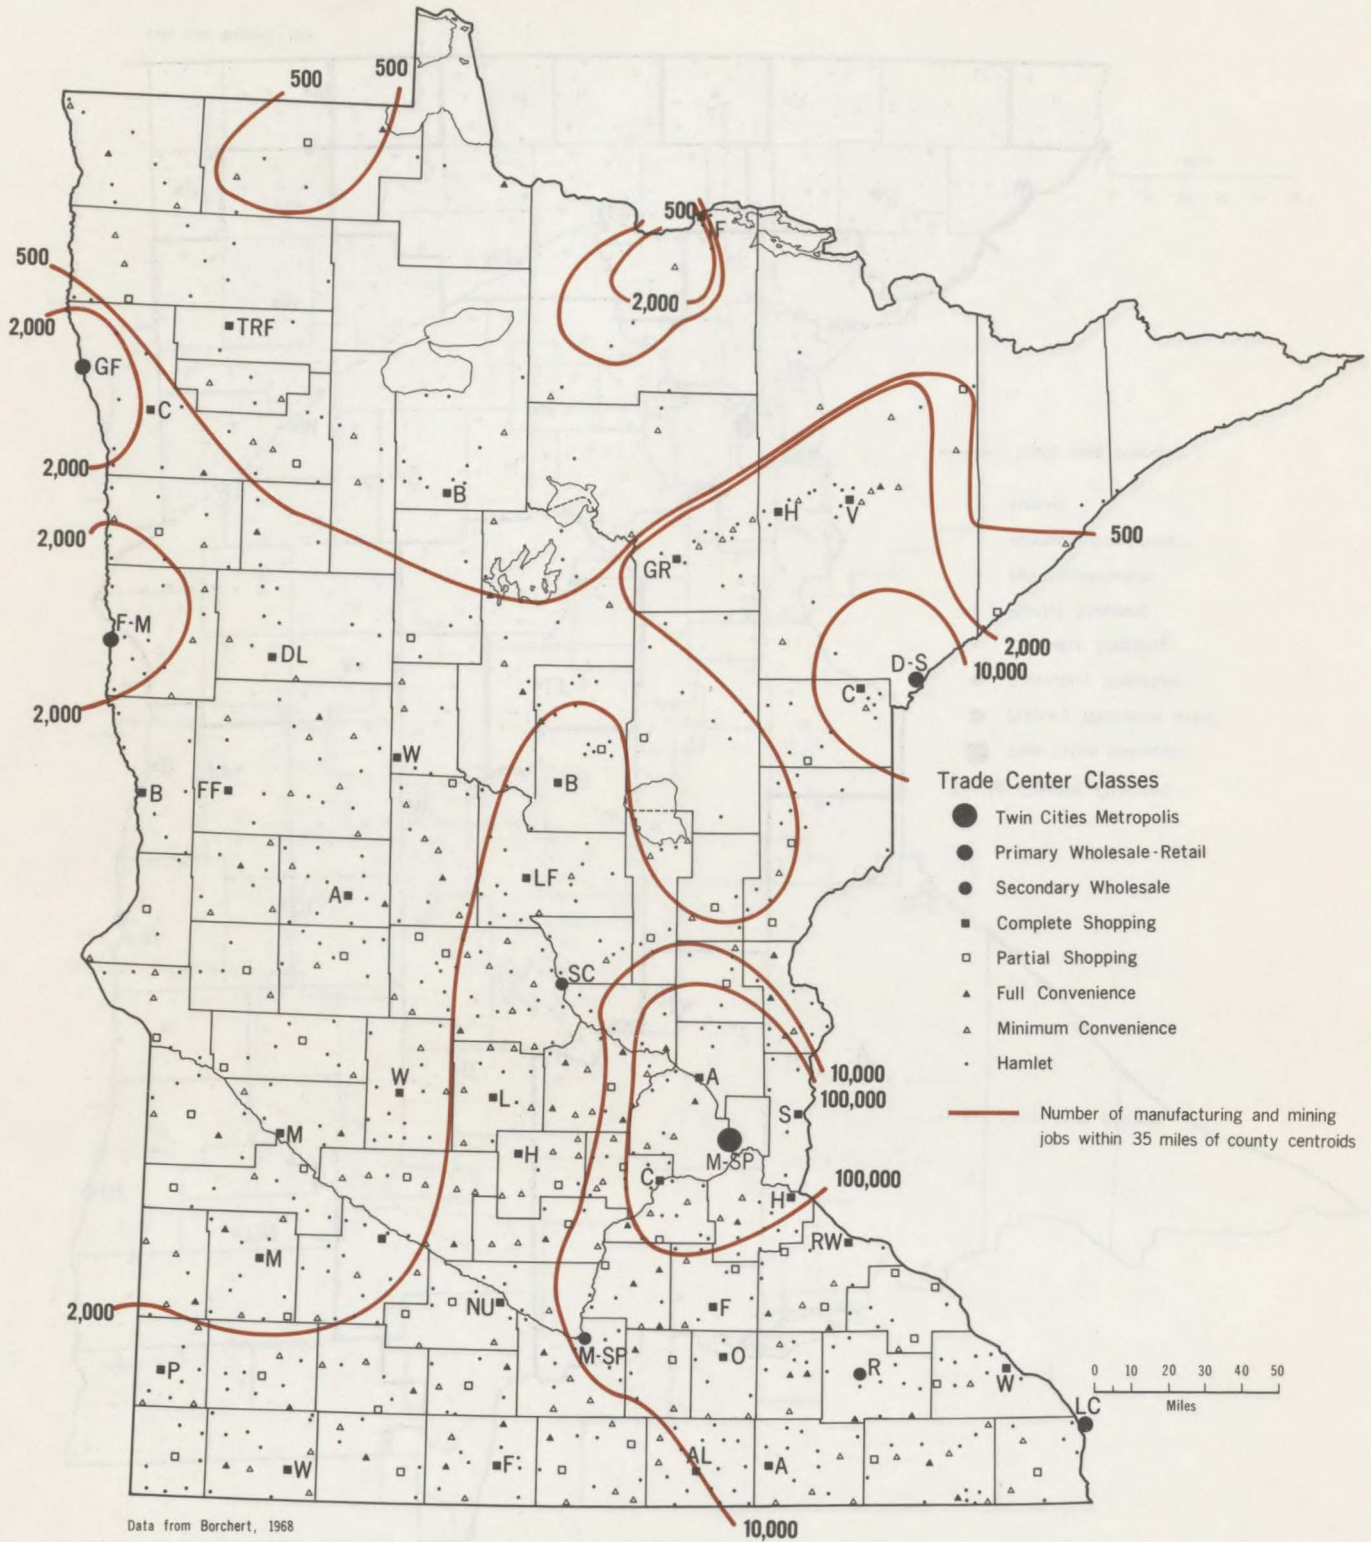 500
500
500
IF
2,000
500
2,000
TRF
GF
C
2,000
B
H
V
500
2,000
GR
F-M
DL
2,000
D-S
10,000
C
2,000
W
B
FF
B
Trade Center Classes
Twin Cities Metropolis
Primary Wholesale-Retail
Secondary Wholesale
Complete Shopping
Partial Shopping
Full Convenience
Minimum Convenience
Hamlet
Number of manufacturing and mining
jobs within 35 miles of county centroids
A
LF
SC
W
L
A
10,000
100,000
S
M
H
M-SP
C
100,000
H
RW
M
2,000
NU
F
M-SP
O
R
W
P
0 10 20 30 40 50
Miles
LC
W
F
AL
A
10,000
Data from Borchert, 1968